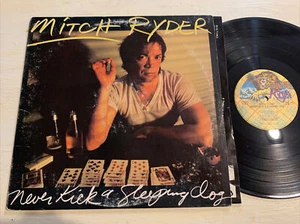 MITCH RYDER
never Kick a Sleeping Dog